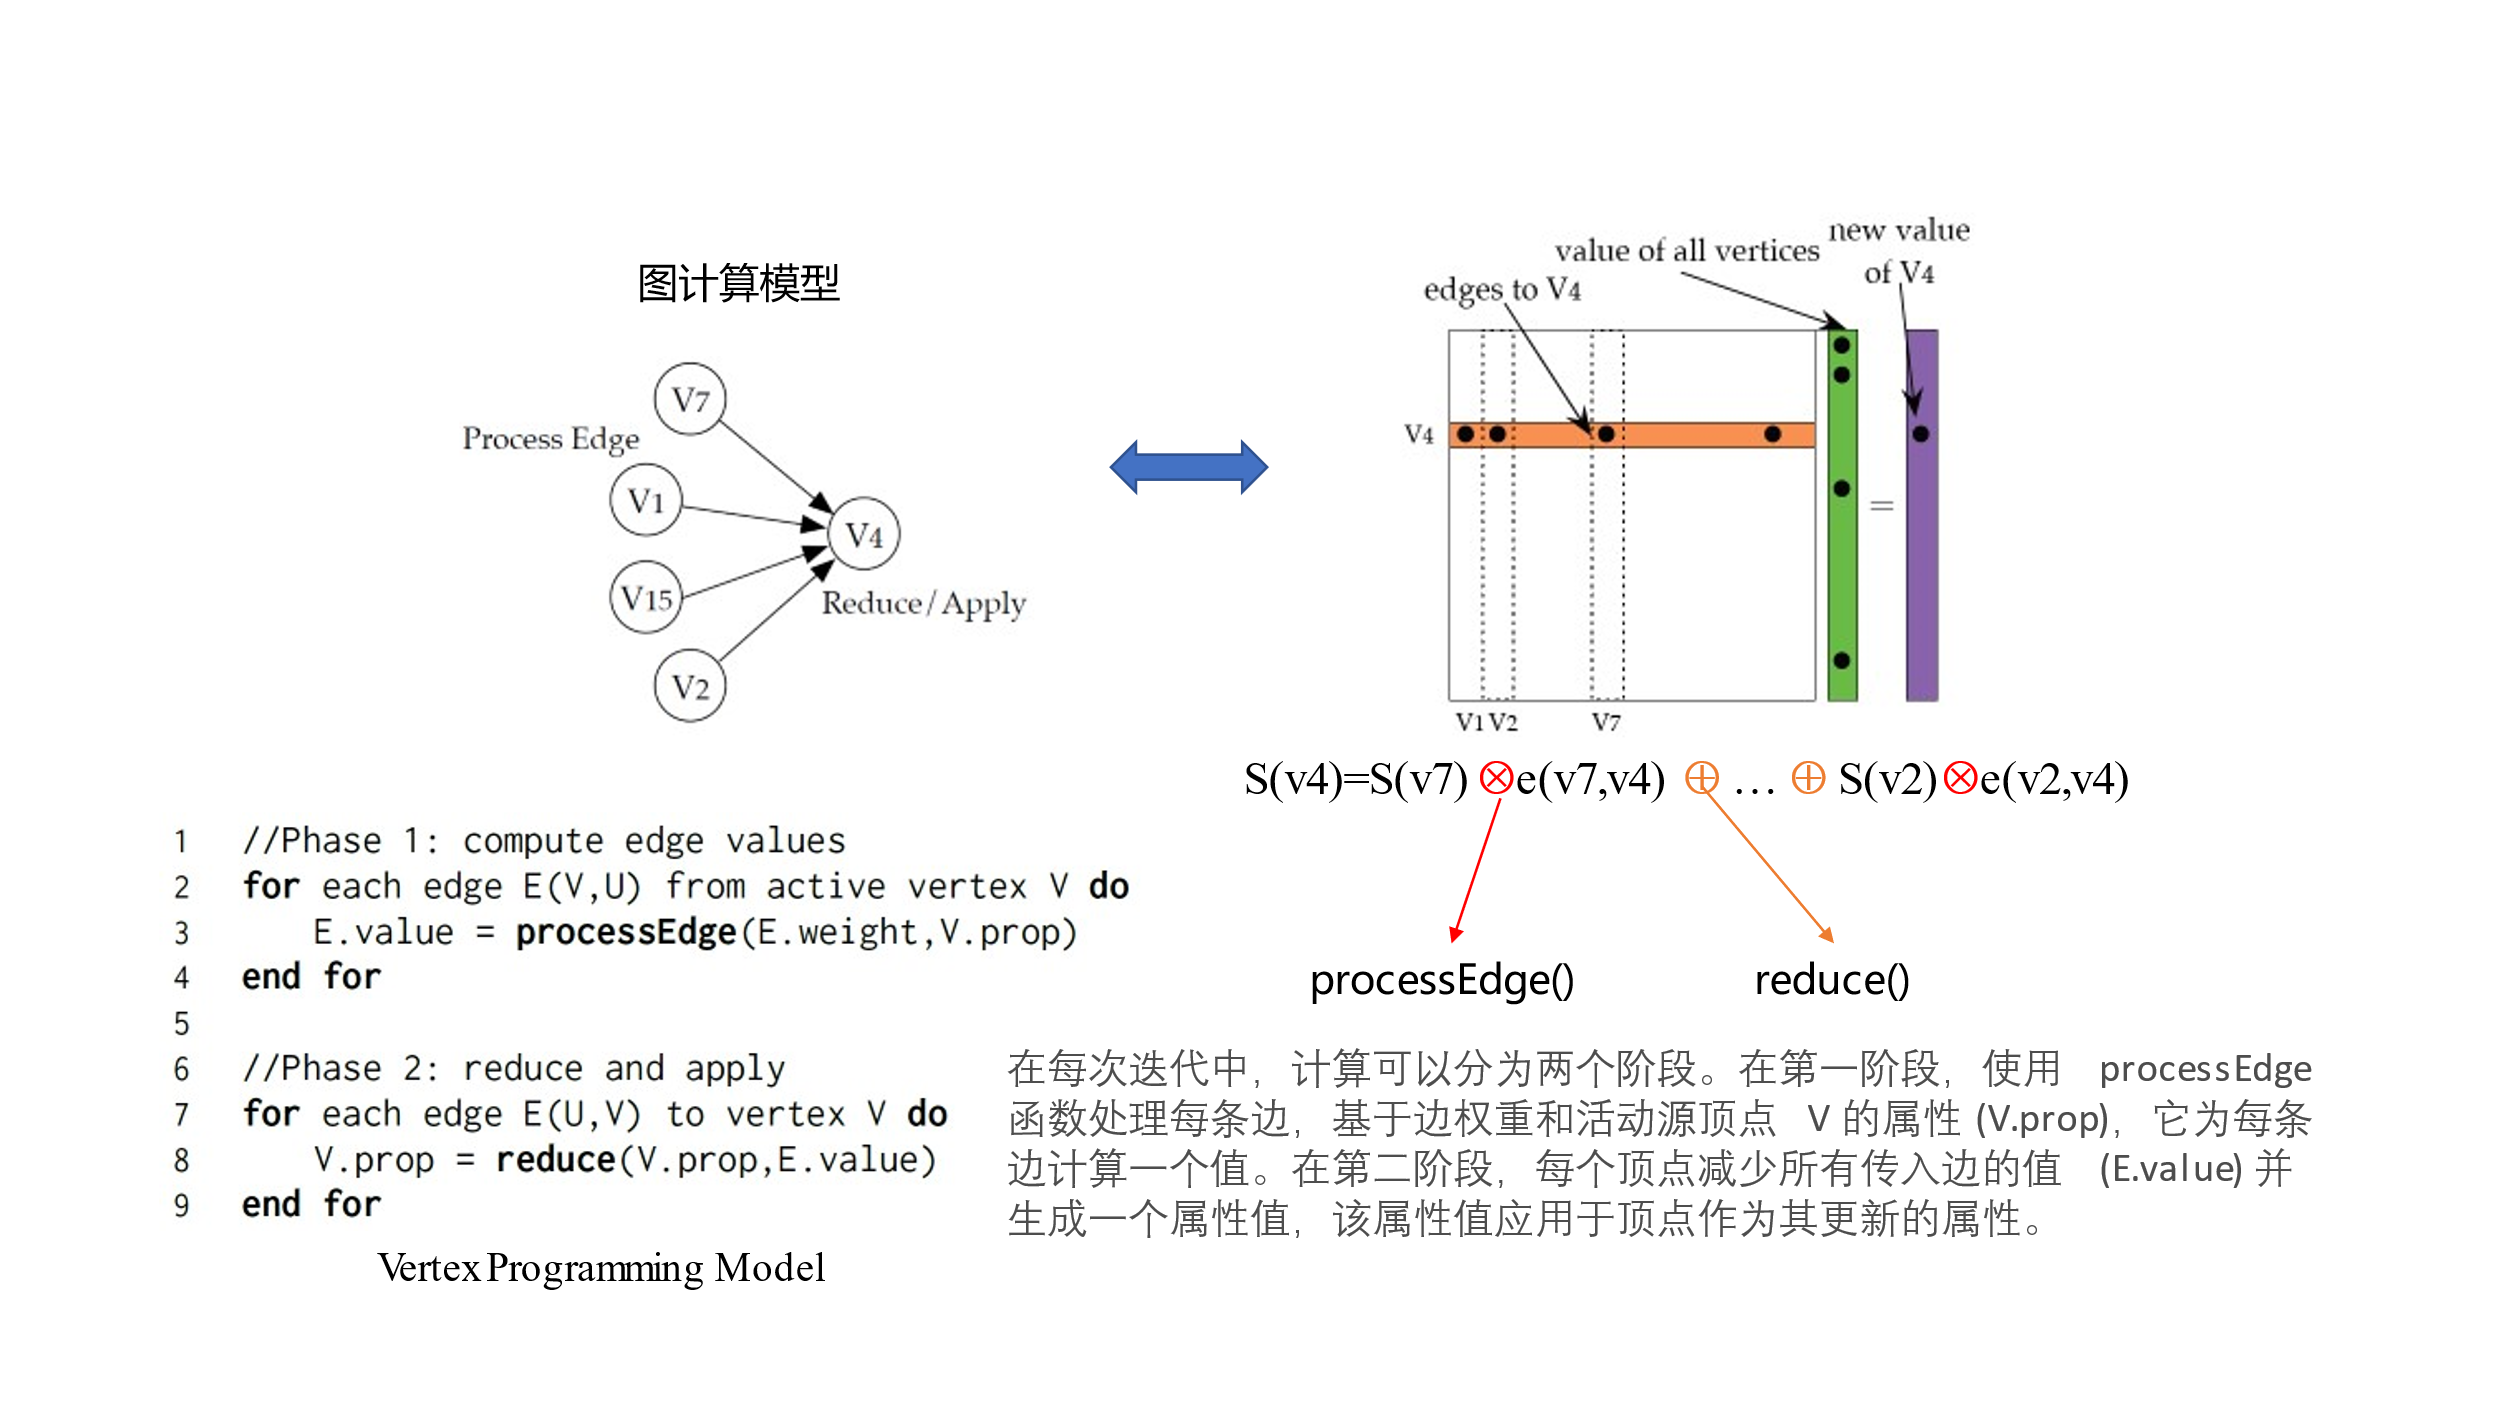 图计算模型
V7
Process Edge
V1
V4
V15
Reduce/Apply
V2
new value
of V4
value of all vertices
edges to V4
V4
=
V1 V2 V7
S(v4)=S(v7) ⊗e(v7,v4) ⊕ … ⊕ S(v2)⊗e(v2,v4)
processEdge() reduce()
1 //Phase 1: compute edge values
2 for each edge E(V,U) from active vertex V do
3 E.value = processEdge(E.weight,V.prop)
4 end for
5
6 //Phase 2: reduce and apply
7 for each edge E(U,V) to vertex V do
8 V.prop = reduce(V.prop,E.value)
9 end for
Vertex Programming Model
在每次迭代中，计算可以分为两个阶段。在第一阶段，使用 processEdge
函数处理每条边，基于边权重和活动源顶点 V 的属性 (V.prop)，它为每条
边计算一个值。在第二阶段，每个顶点减少所有传入边的值 (E.value) 并
生成一个属性值，该属性值应用于顶点作为其更新的属性。